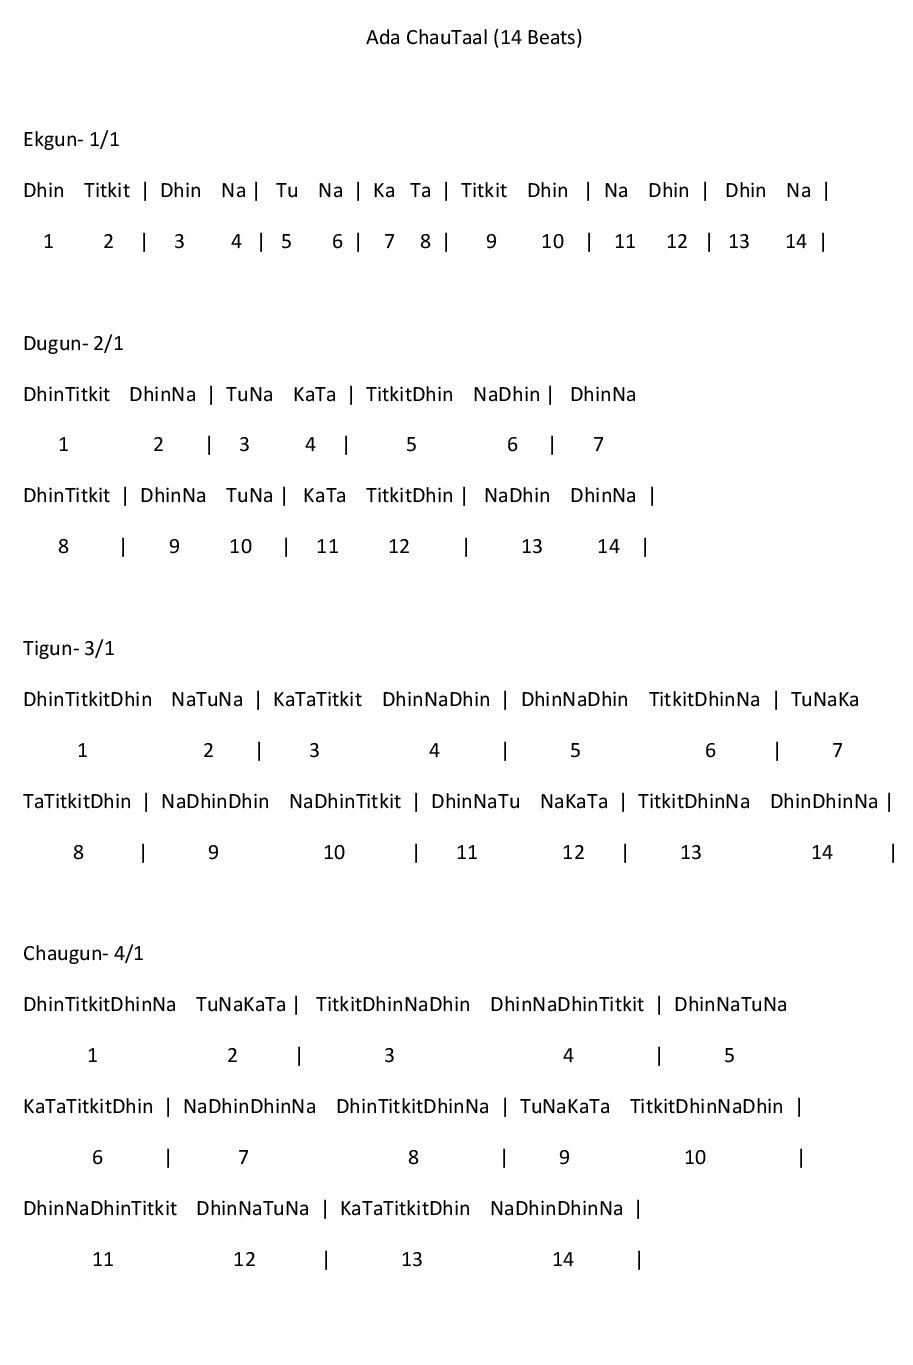 Ada ChauTaal (14 Beats)
Ekgun- 1/1
Dhin Titkit | Dhin Na | Tu Na | Ka Ta | Titkit Dhin | Na Dhin | Dhin Na |
1 2 | 3 4 | 5 6 | 7 8 | 9 10 | 11 12 | 13 14 |
Dugun- 2/1
DhinTitkit DhinNa | TuNa KaTa | TitkitDhin NaDhin | DhinNa
1 2 | 3 4 | 5 6 | 7
DhinTitkit | DhinNa TuNa | KaTa TitkitDhin | NaDhin DhinNa |
8 | 9 10 | 11 12 | 13 14 |
Tigun- 3/1
DhinTitkitDhin NaTuNa | KaTaTitkit DhinNaDhin | DhinNaDhin TitkitDhinNa | TuNaKa
1 2 | 3 4 | 5 6 | 7
TaTitkitDhin | NaDhinDhin NaDhinTitkit | DhinNaTu NaKaTa | TitkitDhinNa DhinDhinNa |
8 | 9 10 | 11 12 | 13 14 |
Chaugun- 4/1
DhinTitkitDhinNa TuNaKaTa | TitkitDhinNaDhin DhinNaDhinTitkit | DhinNaTuNa
1 2 | 3 4 | 5
KaTaTitkitDhin | NaDhinDhinNa DhinTitkitDhinNa | TuNaKaTa TitkitDhinNaDhin |
6 | 7 8 | 9 10 |
DhinNaDhinTitkit DhinNaTuNa | KaTaTitkitDhin NaDhinDhinNa |
11 12 | 13 14 |